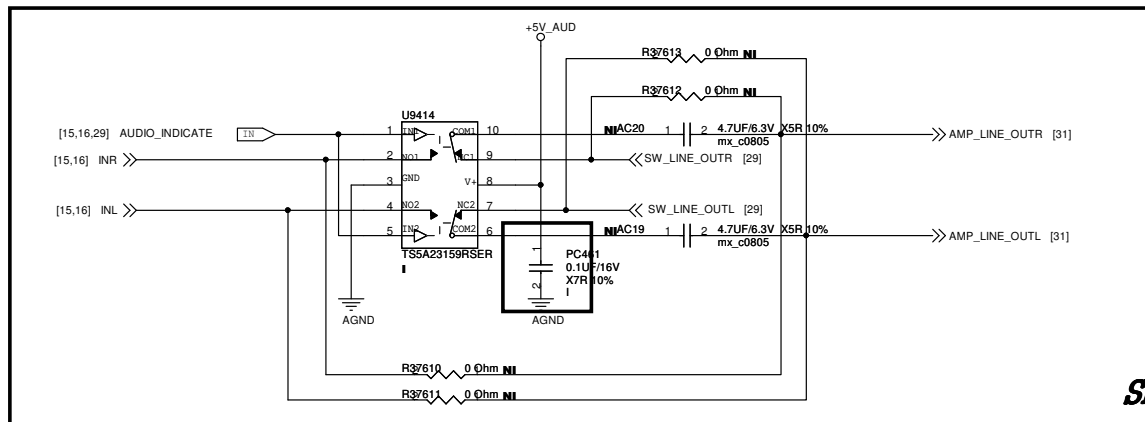 +5V_AUD
R37613 0 Ohm NI
R37612 0 Ohm NI
U9414
[15,16,29] AUDIO_INDICATE IN 1 IN1 COM1 10 NI AC20 1 2 4.7UF/6.3V X5R 10% AMP_LINE_OUTR [31]
mx_c0805
[15,16] INR 2 NO1 NC1 9 SW_LINE_OUTR [29]
3 GND V+ 8
[15,16] INL 4 NO2 NC2 7 SW_LINE_OUTL [29]
5 IN2 COM2 6 NI AC19 1 2 4.7UF/6.3V X5R 10% AMP_LINE_OUTL [31]
mx_c0805
TS5A23159RSER
I
1 PC461
0.1UF/16V
X7R 10%
2 I
AGND
AGND
R37610 0 Ohm NI
R37611 0 Ohm NI